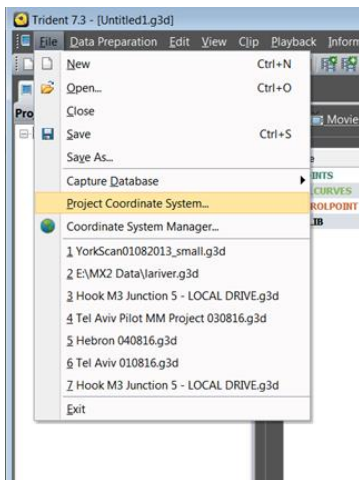 Trident 7.3 - [Untitled1.g3d]
File Data Preparation Edit View Clip Playback Inform
New Ctrl+N
Open... Ctrl+O
Close
Save Ctrl+S
Save As...
Capture Database
Project Coordinate System...
Coordinate System Manager...
1 YorkScan01082013_small.g3d
2 E:\MX2 Data\lariver.g3d
3 Hook M3 Junction 5 - LOCAL DRIVE.g3d
4 Tel Aviv Pilot MM Project 030816.g3d
5 Hebron 040816.g3d
6 Tel Aviv 010816.g3d
7 Hook M3 Junction 5 - LOCAL DRIVE.g3d
Exit
Pro
Movie
INTS
CURVES
ROLPOINT
IB